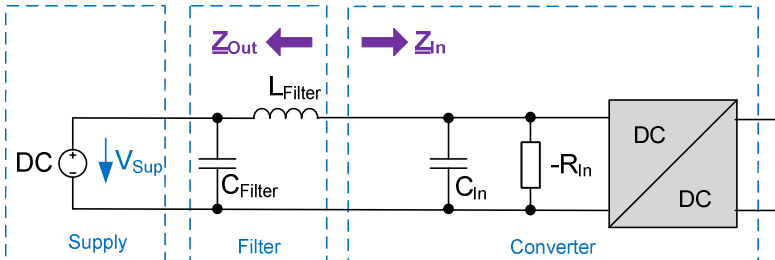 Z_Out
Z_In
L_Filter
DC
V_Sup
C_Filter
C_In
-R_In
DC
DC
Supply
Filter
Converter